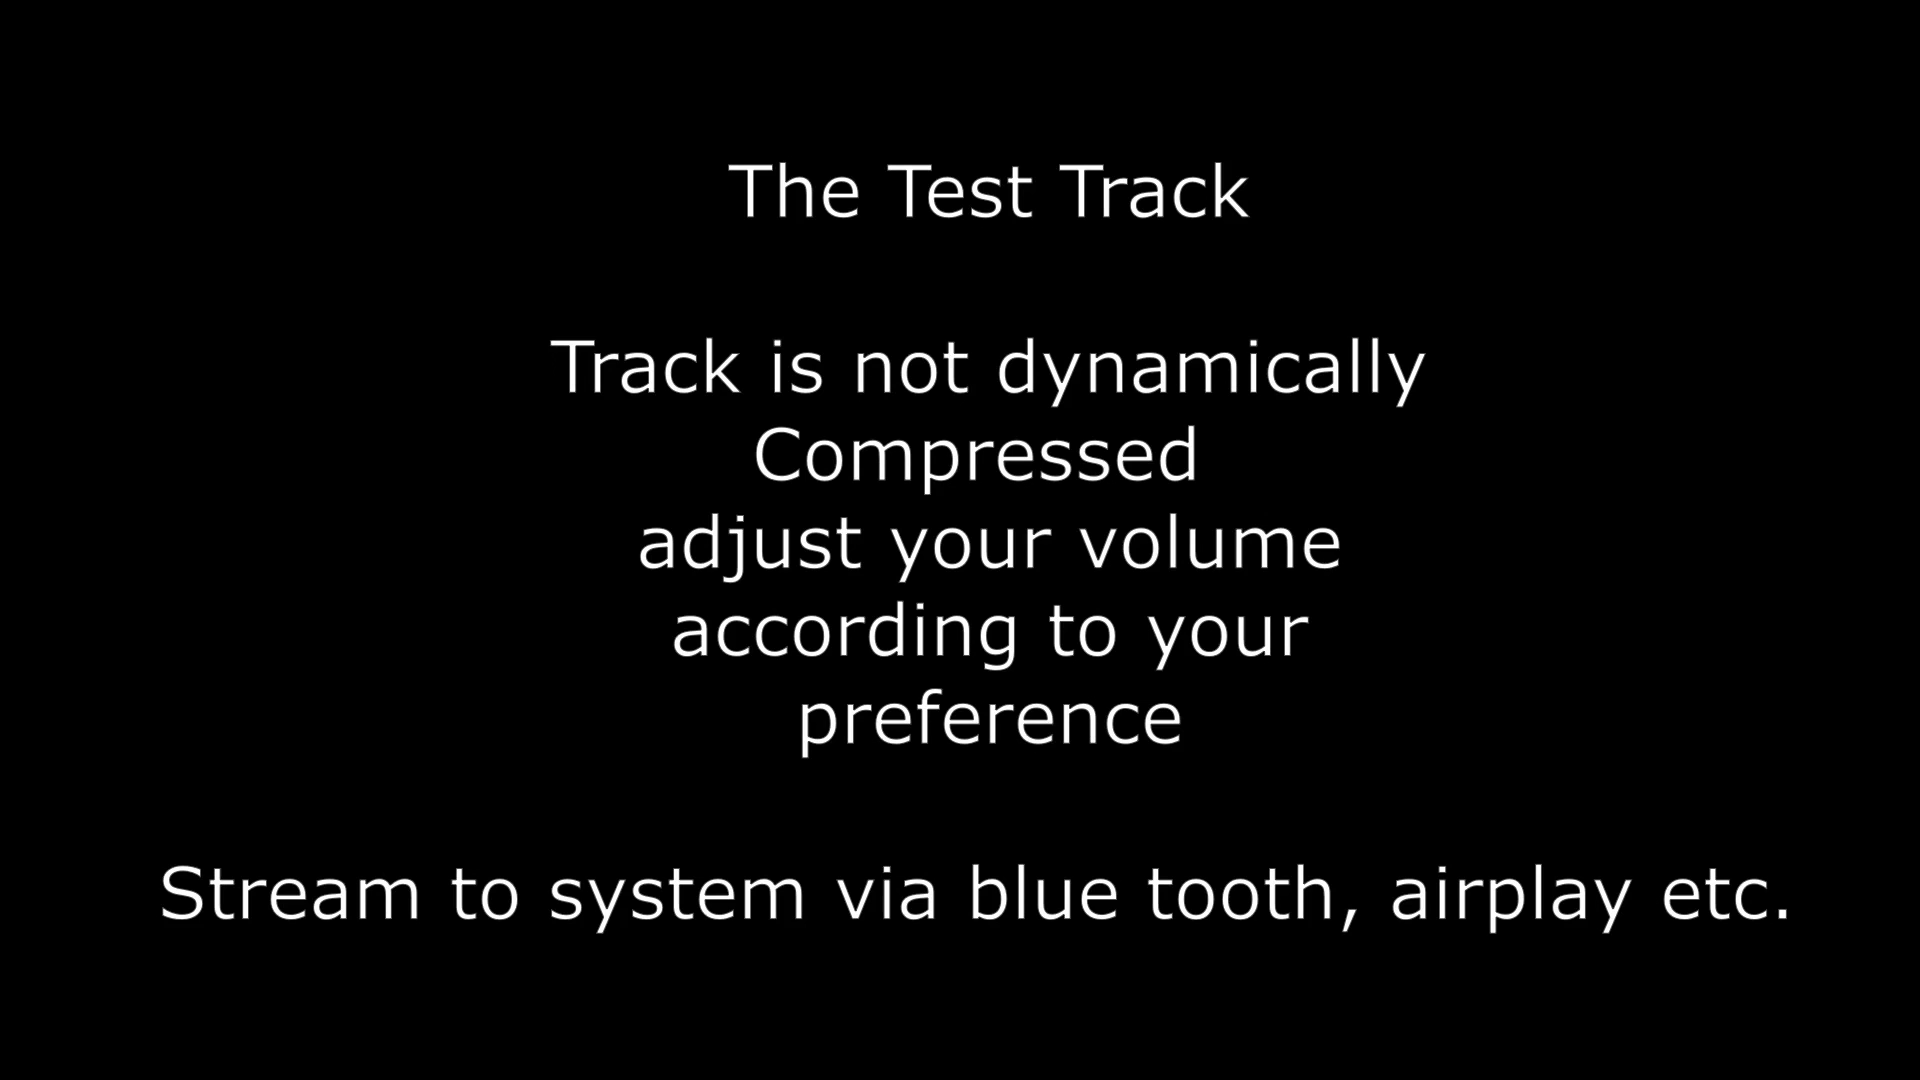 The Test Track
Track is not dynamically
Compressed
adjust your volume
according to your
preference
Stream to system via blue tooth, airplay etc.